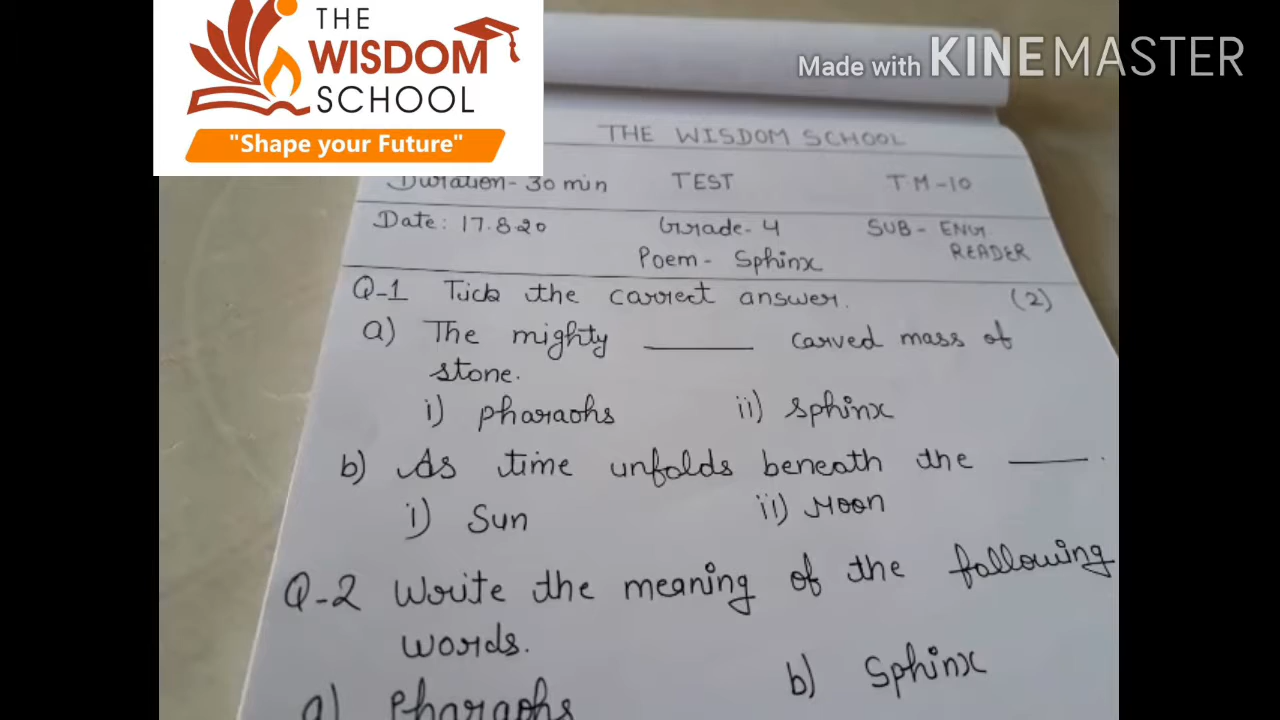 THE
WISDOM
SCHOOL
"Shape your Future"
Made with KINEMASTER
THE WISDOM SCHOOL
Duration- 30 min TEST T.M-10
Date: 17.8.20 Grade- 4 SUB- ENG
Poem- Sphinx READER
Q-1 Tick the correct answer. (2)
a) The mighty ______ carved mass of
stone.
i) pharaohs ii) sphinx
b) As time unfolds beneath the ____.
i) Sun ii) Moon
Q-2 Write the meaning of the following
words.
a) Pharaohs b) Sphinx